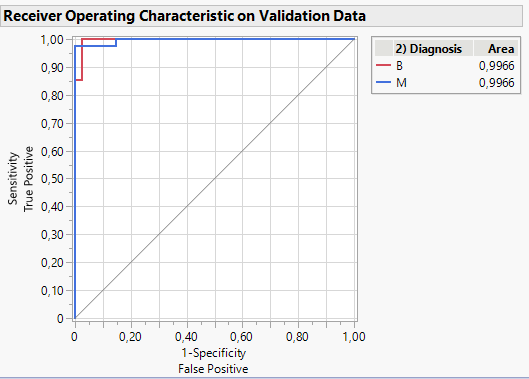 Receiver Operating Characteristic on Validation Data
2) Diagnosis Area
B 0,9966
M 0,9966
Sensitivity
True Positive
1,00
0,90
0,80
0,70
0,60
0,50
0,40
0,30
0,20
0,10
0
0 0,20 0,40 0,60 0,80 1,00
1-Specificity
False Positive